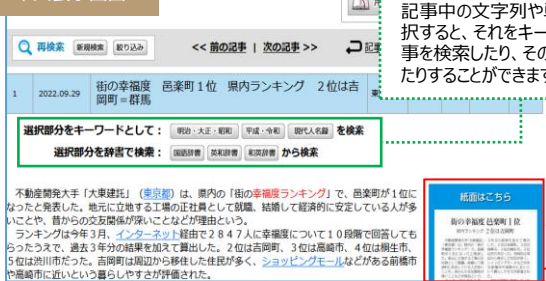 記事中の文字列や
択すると、それをキー
事を検索したり、その
たりすることができます
再検索 新規検索 絞り込み << 前の記事 | 次の記事 >> 記
1 2022.09.29 街の幸福度 邑楽町１位 県内ランキング ２位は吉
岡町＝群馬
選択部分をキーワードとして： 明治・大正・昭和 平成・令和 現代人名録 を検索
選択部分を辞書で検索： 国語辞書 英和辞書 和英辞書 から検索
不動産開発大手「大東建託」（東京都）は、県内の「街の幸福度ランキング」で、邑楽町が１位に
なったと発表した。地元に立地する工場の正社員として就職、結婚して経済的に安定している人が多
いことや、昔からの交友関係が深いことなどが理由という。
ランキングは今年３月、インターネット経由で２８４７人に幸福度について１０段階で回答しても
らったうえで、過去３年分の結果を加えて算出した。２位は吉岡町、３位は高崎市、４位は桐生市、
５位は渋川市だった。吉岡町は周辺から移住した住民が多く、ショッピングモールなどがある前橋市
や高崎市に近いという暮らしやすさが評価された。
紙面はこちら
街の幸福度 邑楽町１位
県内ランキング ２位は吉岡町